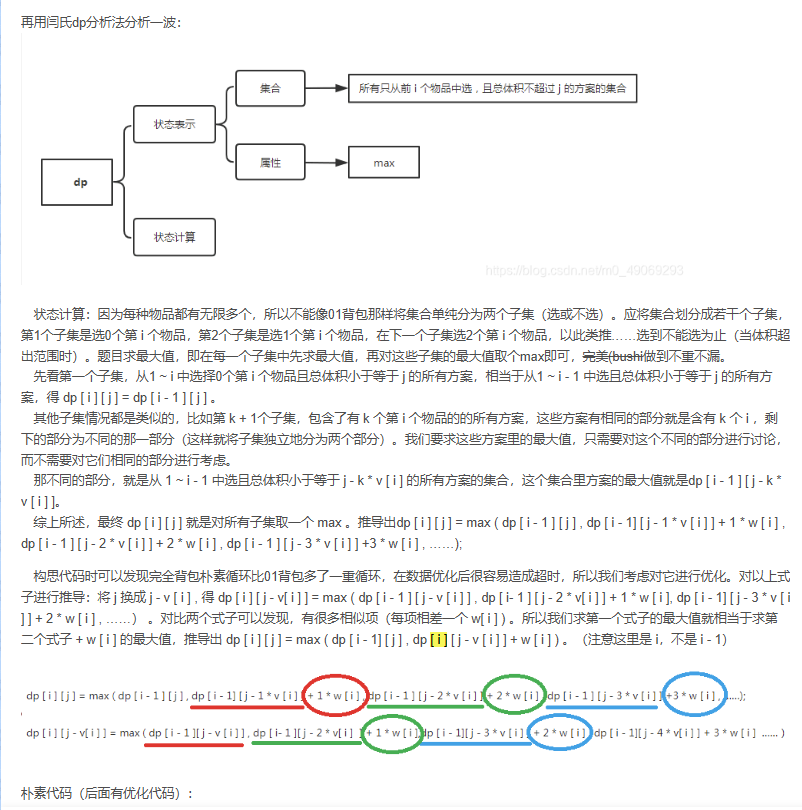 再用闫氏dp分析法分析一波：
集合
所有只从前 i 个物品中选，且总体积不超过 j 的方案的集合
状态表示
属性
max
dp
状态计算
https://blog.csdn.net/m0_49069293
状态计算：因为每种物品都有无限多个，所以不能像01背包那样将集合单纯分为两个子集（选或不选）。应将集合划分成若干个子集，
第1个子集是选0个第 i 个物品，第2个子集是选1个第 i 个物品，在下一个子集选2个第 i 个物品，以此类推……选到不能选为止（当体积超
出范围时）。题目求最大值，即在每一个子集中先求最大值，再对这些子集的最大值取个max即可，完美(bushi做到不重不漏。
先看第一个子集，从1 ~ i 中选择0个第 i 个物品且总体积小于等于 j 的所有方案，相当于从1 ~ i - 1 中选且总体积小于等于 j 的所有方
案，得 dp [ i ] [ j ] = dp [ i - 1 ] [ j ] 。
其他子集情况都是类似的，比如第 k + 1个子集，包含了有 k 个第 i 个物品的的所有方案，这些方案有相同的部分就是含有 k 个 i ，剩
下的部分为不同的那一部分（这样就将子集独立地分为两个部分）。我们要求这些方案里的最大值，只需要对这个不同的部分进行讨论，
而不需要对它们相同的部分进行考虑。
那不同的部分，就是从 1 ~ i - 1 中选且总体积小于等于 j - k * v [ i ] 的所有方案的集合，这个集合里方案的最大值就是dp [ i - 1 ] [ j - k *
v [ i ] ]。
综上所述，最终 dp [ i ] [ j ] 就是对所有子集取一个 max 。推导出dp [ i ] [ j ] = max ( dp [ i - 1 ] [ j ] , dp [ i - 1] [ j - 1 * v [ i ] ] + 1 * w [ i ] ,
dp [ i - 1 ] [ j - 2 * v [ i ] ] + 2 * w [ i ] , dp [ i - 1 ] [ j - 3 * v [ i ] ] +3 * w [ i ] , ……);
构思代码时可以发现完全背包朴素循环比01背包多了一重循环，在数据优化后很容易造成超时，所以我们考虑对它进行优化。对以上式
子进行推导：将 j 换成 j - v [ i ] , 得 dp [ i ] [ j - v[ i ] ] = max ( dp [ i - 1 ] [ j - v [ i ] ] , dp [ i- 1 ] [ j - 2 * v[ i ] ] + 1 * w [ i ], dp [ i - 1] [ j - 3 * v [ i
] ] + 2 * w [ i ] , ……） 。对比两个式子可以发现，有很多相似项（每项相差一个 w[ i ] ) 。所以我们求第一个式子的最大值就相当于求第
二个式子 + w [ i ] 的最大值，推导出 dp [ i ] [ j ] = max ( dp [ i - 1] [ j ] , dp [ i ] [ j - v [ i ] ] + w [ i ] ) 。（注意这里是 i，不是 i - 1）
dp [ i ] [ j ] = max ( dp [ i - 1 ] [ j ] , dp [ i - 1] [ j - 1 * v [ i ] ] + 1 * w [ i ] , dp [ i - 1 ] [ j - 2 * v [ i ] ] + 2 * w [ i ] , dp [ i - 1 ] [ j - 3 * v [ i ] ] +3 * w [ i ] , ……);
dp [ i ] [ j - v[ i ] ] = max ( dp [ i - 1 ] [ j - v [ i ] ] , dp [ i- 1 ] [ j - 2 * v[ i ] ] + 1 * w [ i ], dp [ i - 1] [ j - 3 * v [ i ] ] + 2 * w [ i ] , dp [ i - 1] [ j - 4 * v[ i ] ] + 3 * w [ i ] …… )
朴素代码（后面有优化代码）：